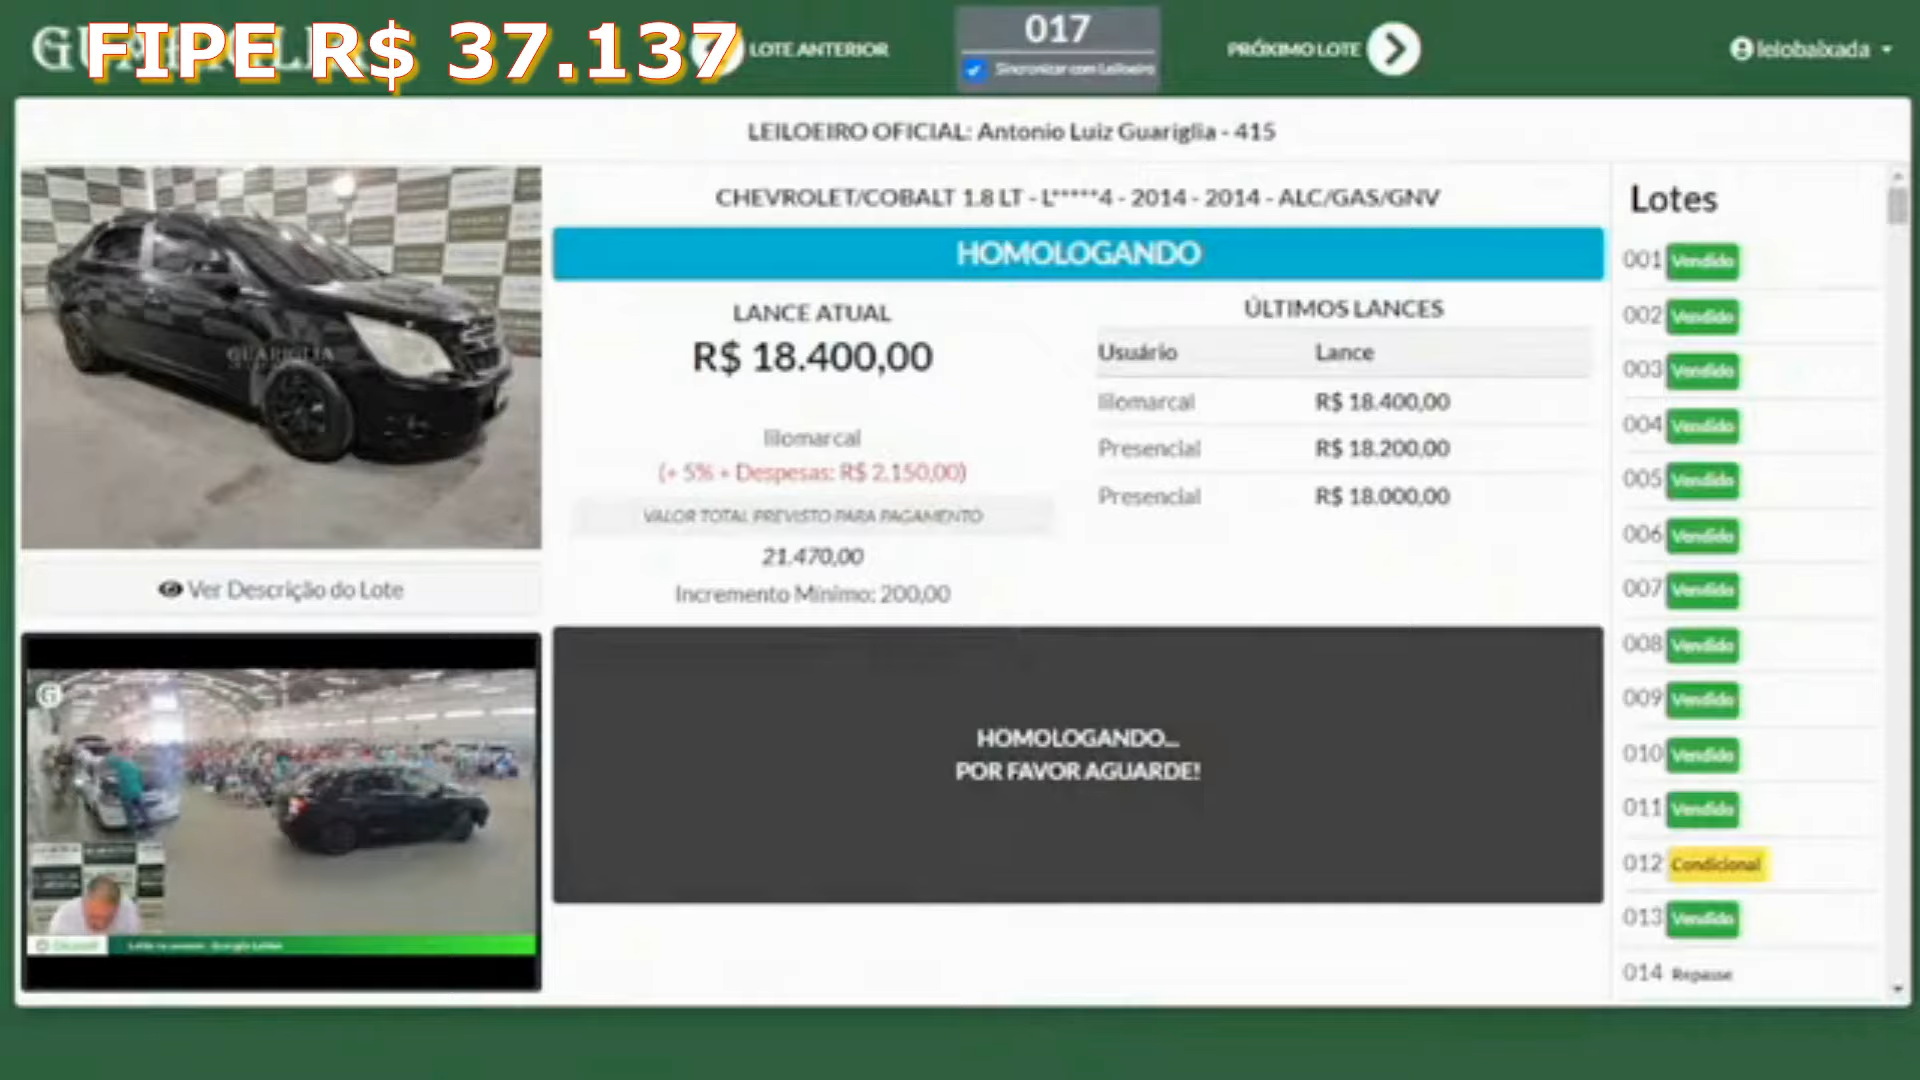 FIPE R$ 37.137
LOTE ANTERIOR
017
Sincronizar com Leiloeiro
PRÓXIMO LOTE
leiobaixada
LEILOEIRO OFICIAL: Antonio Luiz Guariglia - 415
CHEVROLET/COBALT 1.8 LT - L*****4 - 2014 - 2014 - ALC/GAS/GNV
HOMOLOGANDO
LANCE ATUAL
R$ 18.400,00
(+ 5% + Despesas: R$ 2.150,00)
VALOR TOTAL PREVISTO PARA PAGAMENTO
21.470,00
Incremento Mínimo: 200,00
ÚLTIMOS LANCES
Usuário Lance
R$ 18.400,00
Presencial R$ 18.200,00
Presencial R$ 18.000,00
GUARIGLIA
Ver Descrição do Lote
HOMOLOGANDO...
POR FAVOR AGUARDE!
Lotes
001 Vendido
002 Vendido
003 Vendido
004 Vendido
005 Vendido
006 Vendido
007 Vendido
008 Vendido
009 Vendido
010 Vendido
011 Vendido
012 Condicional
013 Vendido
014 Repasse